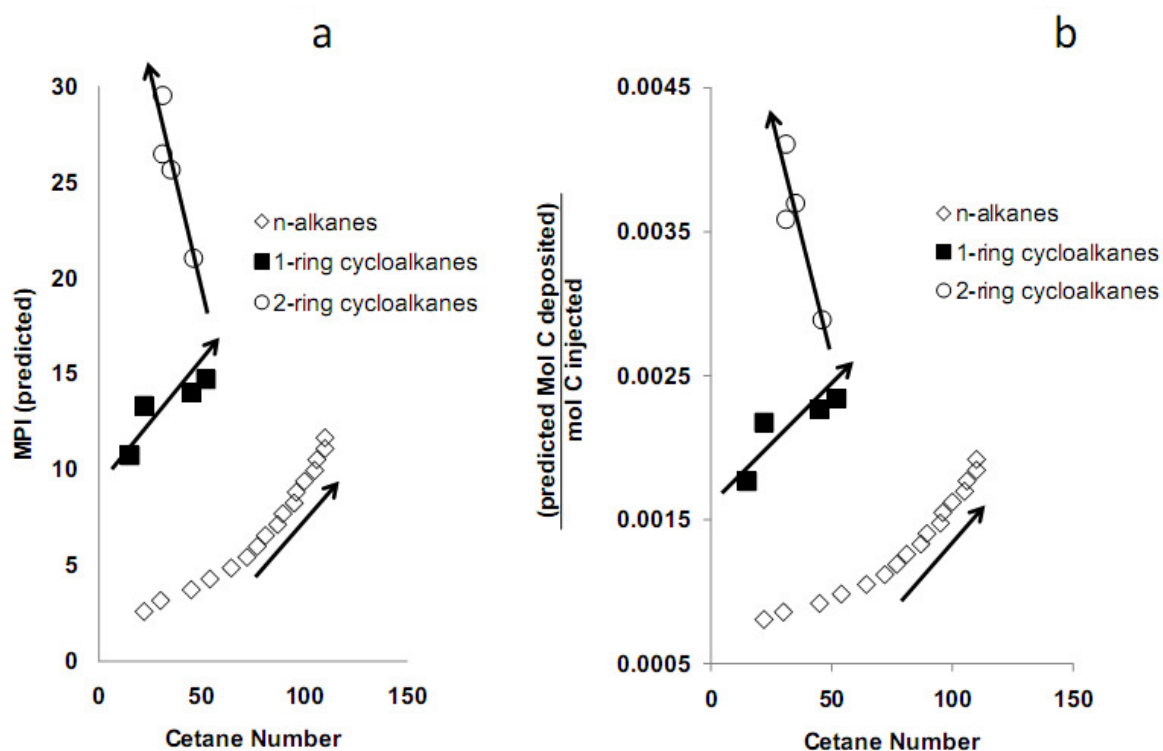 a
30
25
20
15
10
5
0
MPI (predicted)
0 50 100 150
Cetane Number
n-alkanes
1-ring cycloalkanes
2-ring cycloalkanes
b
0.0045
0.0035
0.0025
0.0015
0.0005
(predicted Mol C deposited)
mol C injected
0 50 100 150
Cetane Number
n-alkanes
1-ring cycloalkanes
2-ring cycloalkanes